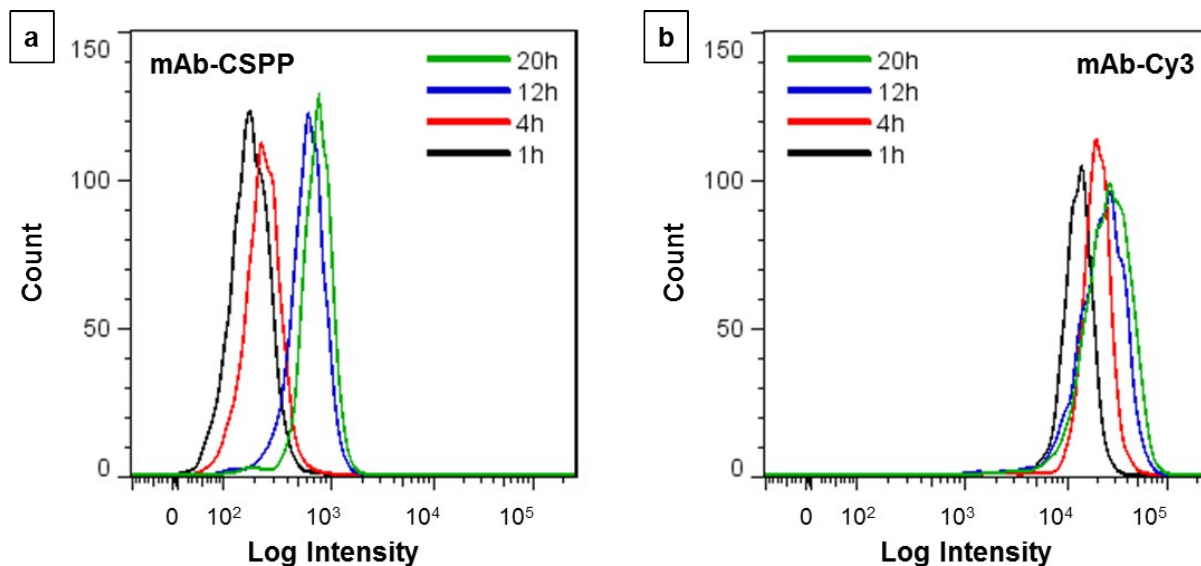 a
mAb-CSPP
20h
12h
4h
1h
150
100
50
0
Count
0 10² 10³ 10⁴ 10⁵
Log Intensity
b
mAb-Cy3
20h
12h
4h
1h
150
100
50
0
Count
0 10² 10³ 10⁴ 10⁵
Log Intensity